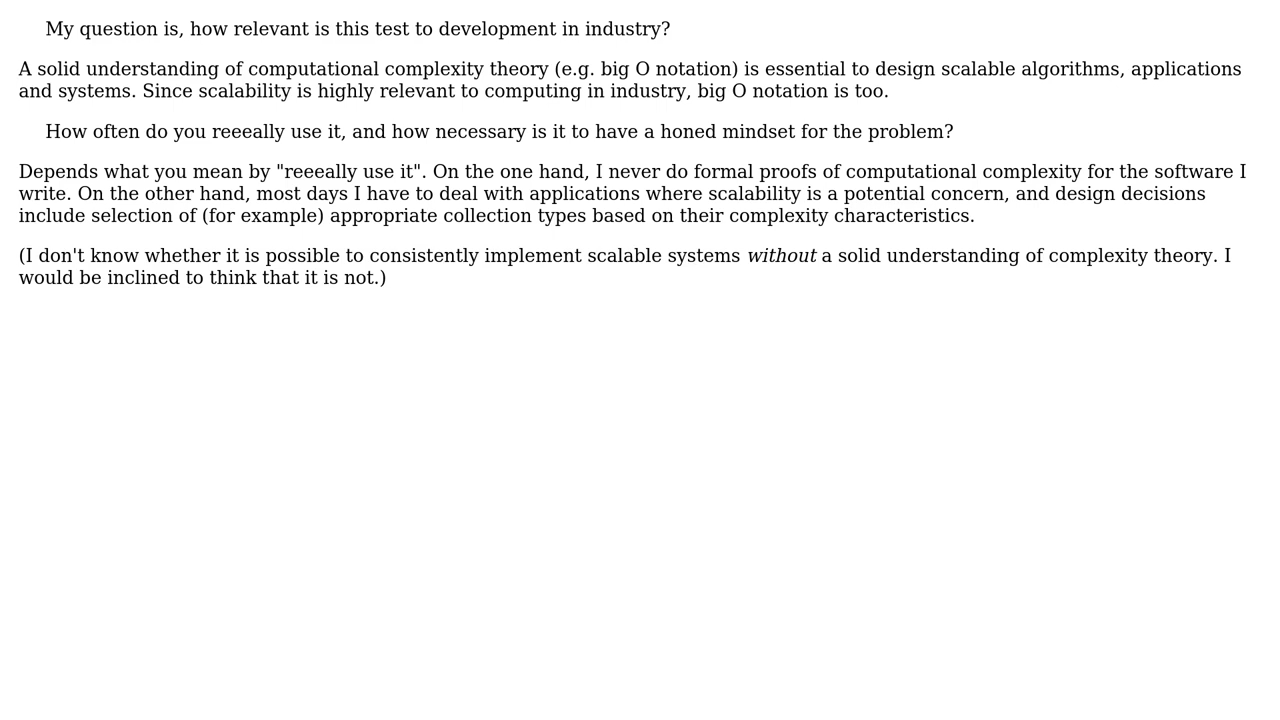 My question is, how relevant is this test to development in industry?
A solid understanding of computational complexity theory (e.g. big O notation) is essential to design scalable algorithms, applications
and systems. Since scalability is highly relevant to computing in industry, big O notation is too.
How often do you reeeally use it, and how necessary is it to have a honed mindset for the problem?
Depends what you mean by "reeeally use it". On the one hand, I never do formal proofs of computational complexity for the software I
write. On the other hand, most days I have to deal with applications where scalability is a potential concern, and design decisions
include selection of (for example) appropriate collection types based on their complexity characteristics.
(I don't know whether it is possible to consistently implement scalable systems without a solid understanding of complexity theory. I
would be inclined to think that it is not.)